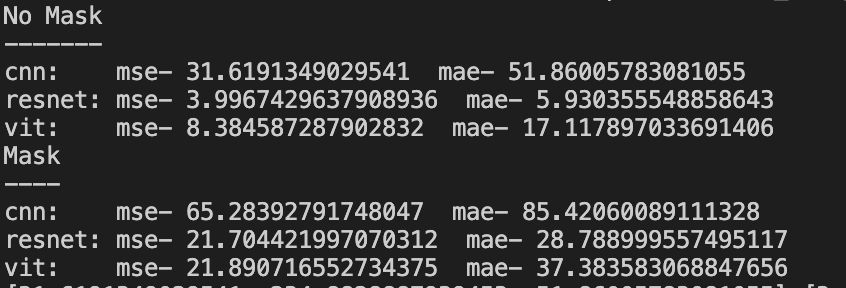 No Mask
-------
cnn:    mse- 31.6191349029541  mae- 51.86005783081055
resnet: mse- 3.9967429637908936  mae- 5.930355548858643
vit:    mse- 8.384587287902832  mae- 17.117897033691406
Mask
----
cnn:    mse- 65.28392791748047  mae- 85.42060089111328
resnet: mse- 21.704421997070312  mae- 28.788999557495117
vit:    mse- 21.890716552734375  mae- 37.383583068847656